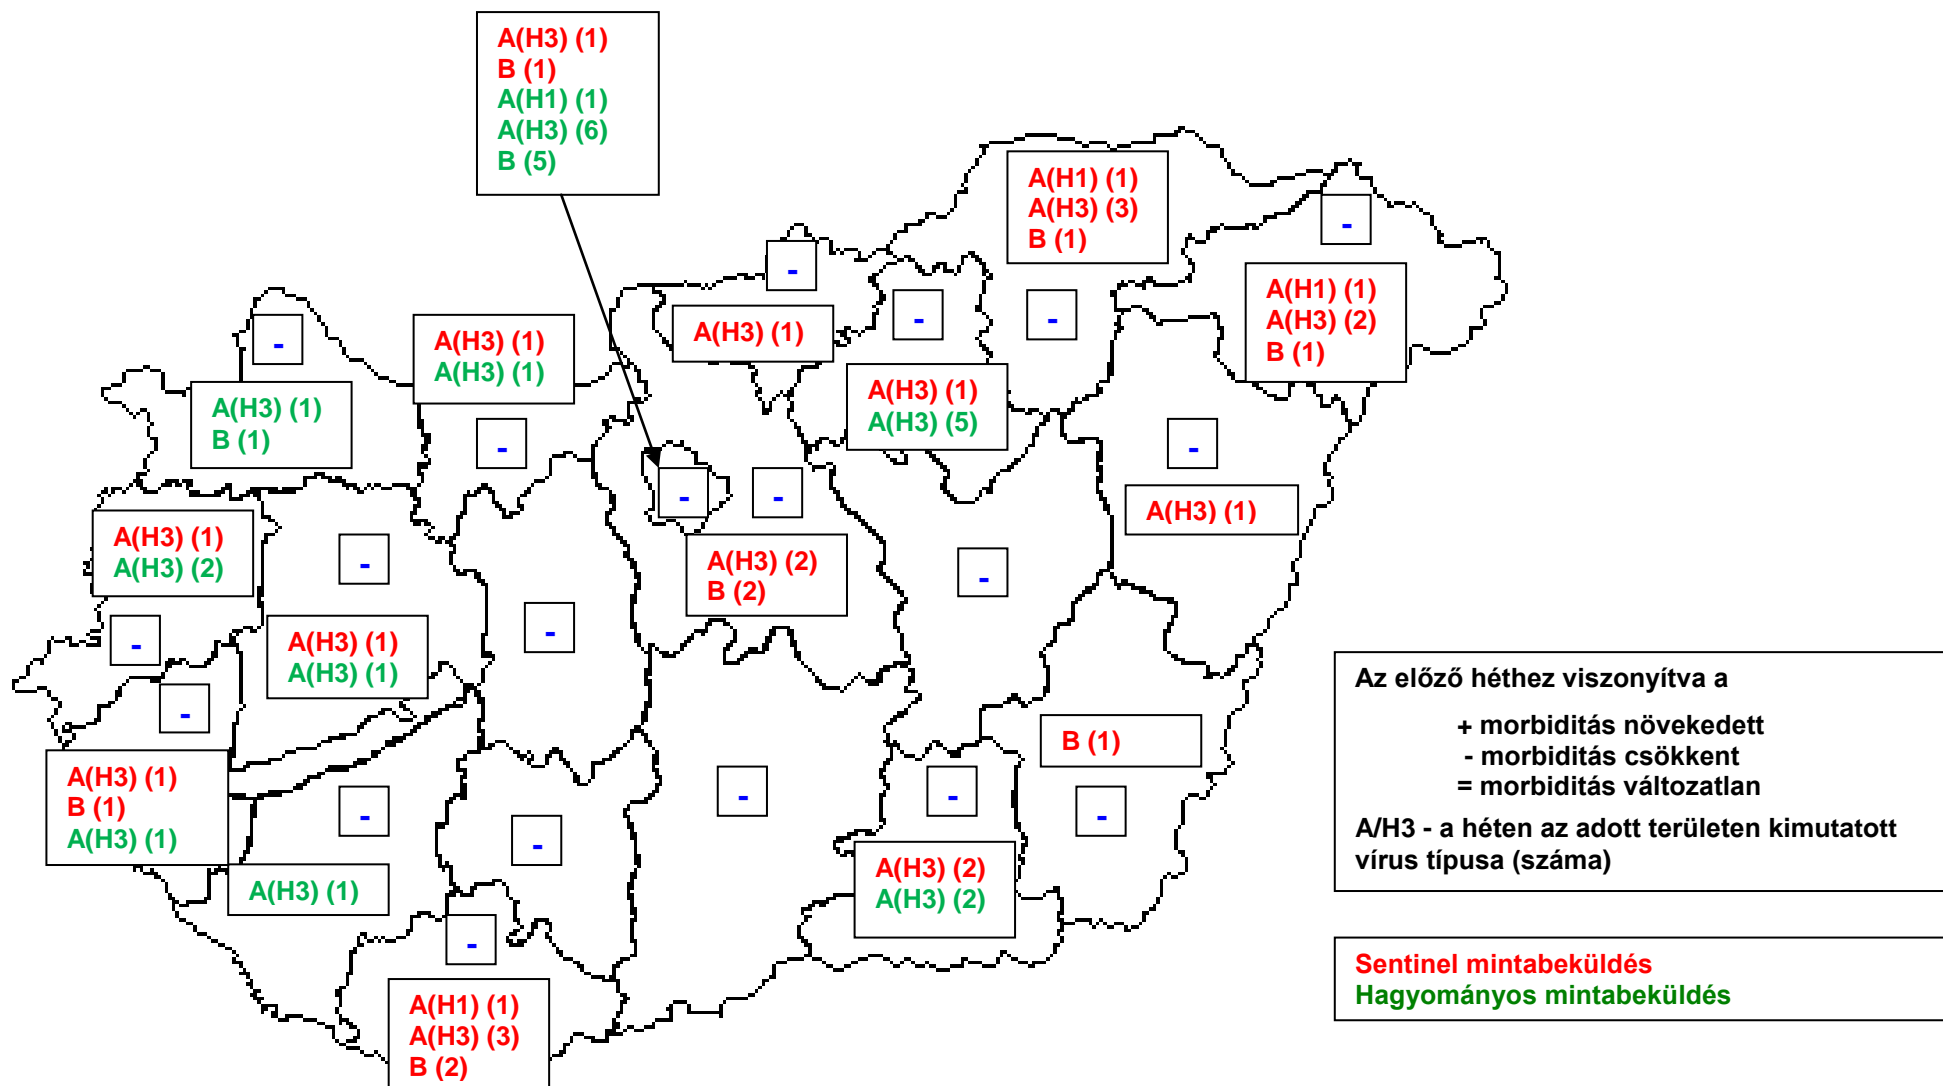 A(H3) (1)
B (1)
A(H1) (1)
A(H3) (6)
B (5)
A(H1) (1)
A(H3) (3)
B (1)
-
-
A(H1) (1)
A(H3) (2)
B (1)
-
-
A(H3) (1)
-
A(H3) (1)
A(H3) (1)
A(H3) (1)
B (1)
A(H3) (1)
A(H3) (5)
-
-
-
-
A(H3) (1)
A(H3) (1)
A(H3) (2)
-
A(H3) (2)
B (2)
-
-
-
A(H3) (1)
A(H3) (1)
-
B (1)
A(H3) (1)
B (1)
A(H3) (1)
-
-
-
-
-
A(H3) (1)
A(H3) (2)
A(H3) (2)
-
A(H1) (1)
A(H3) (3)
B (2)
Az előző héthez viszonyítva a
+ morbiditás növekedett
- morbiditás csökkent
= morbiditás változatlan
A/H3 - a héten az adott területen kimutatott
vírus típusa (száma)
Sentinel mintabeküldés
Hagyományos mintabeküldés